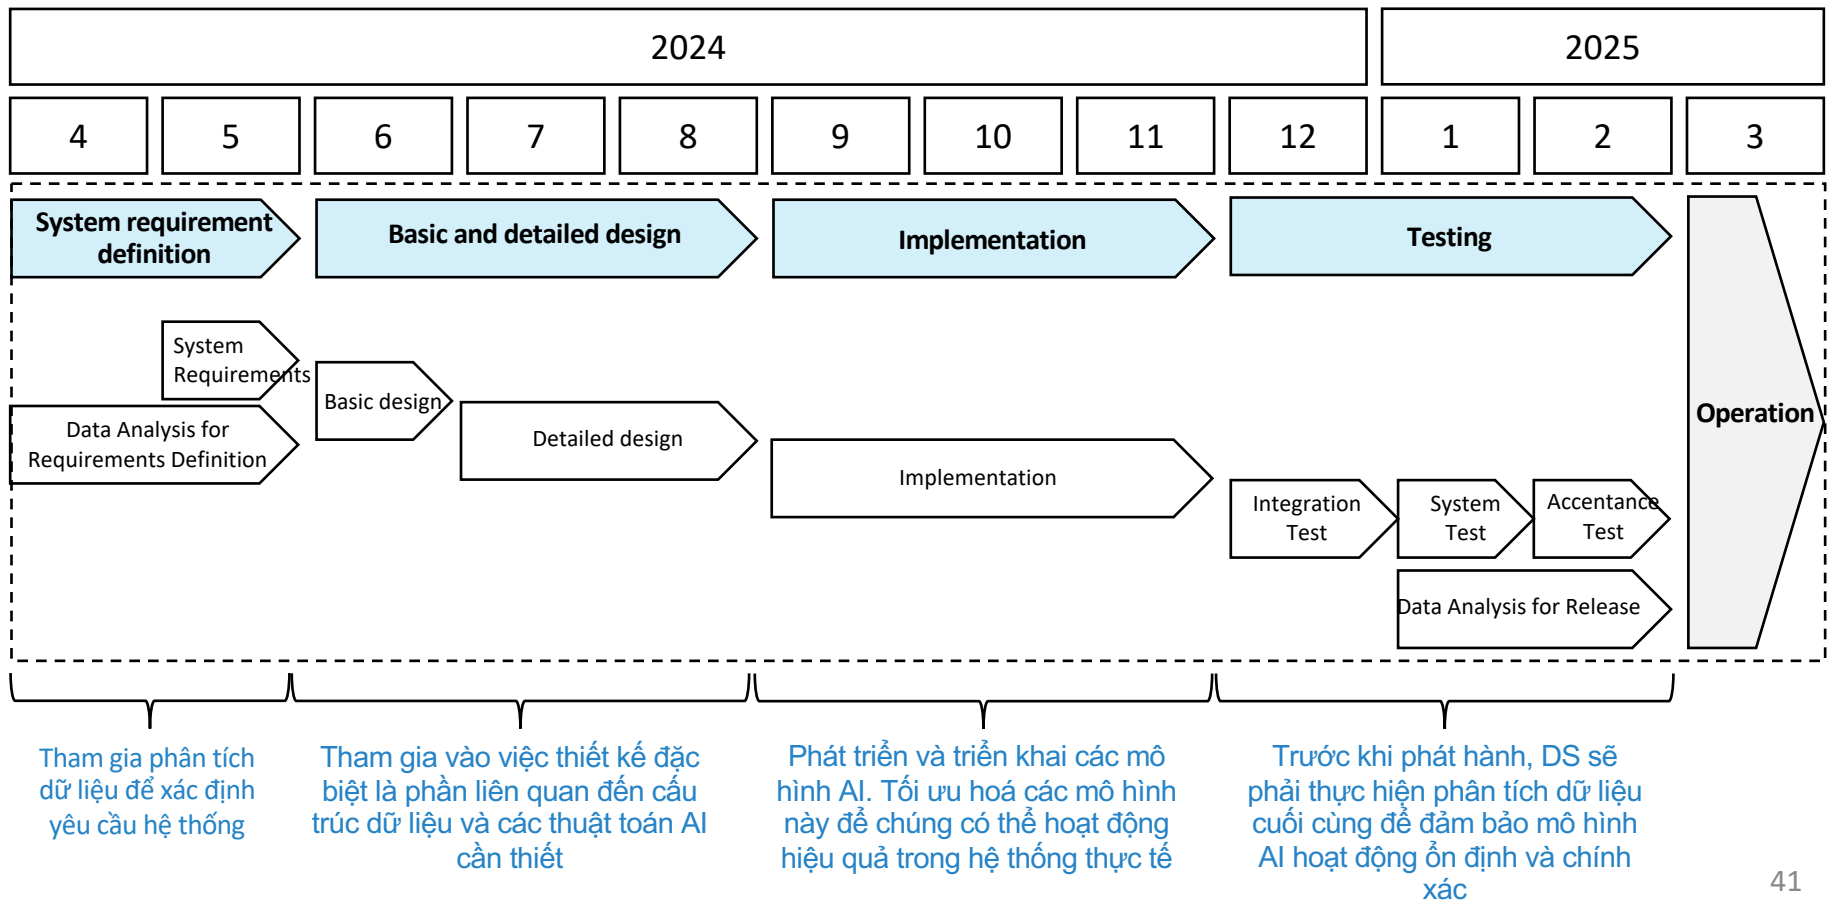 2024
2025
4
5
6
7
8
9
10
11
12
1
2
3
System requirement
definition
Basic and detailed design
Implementation
Testing
Operation
System
Requirements
Data Analysis for
Requirements Definition
Basic design
Detailed design
Implementation
Integration
Test
System
Test
Accentance
Test
Data Analysis for Release
Tham gia phân tích
dữ liệu để xác định
yêu cầu hệ thống
Tham gia vào việc thiết kế đặc
biệt là phần liên quan đến cấu
trúc dữ liệu và các thuật toán AI
cần thiết
Phát triển và triển khai các mô
hình AI. Tối ưu hoá các mô hình
này để chúng có thể hoạt động
hiệu quả trong hệ thống thực tế
Trước khi phát hành, DS sẽ
phải thực hiện phân tích dữ liệu
cuối cùng để đảm bảo mô hình
AI hoạt động ổn định và chính
xác
41